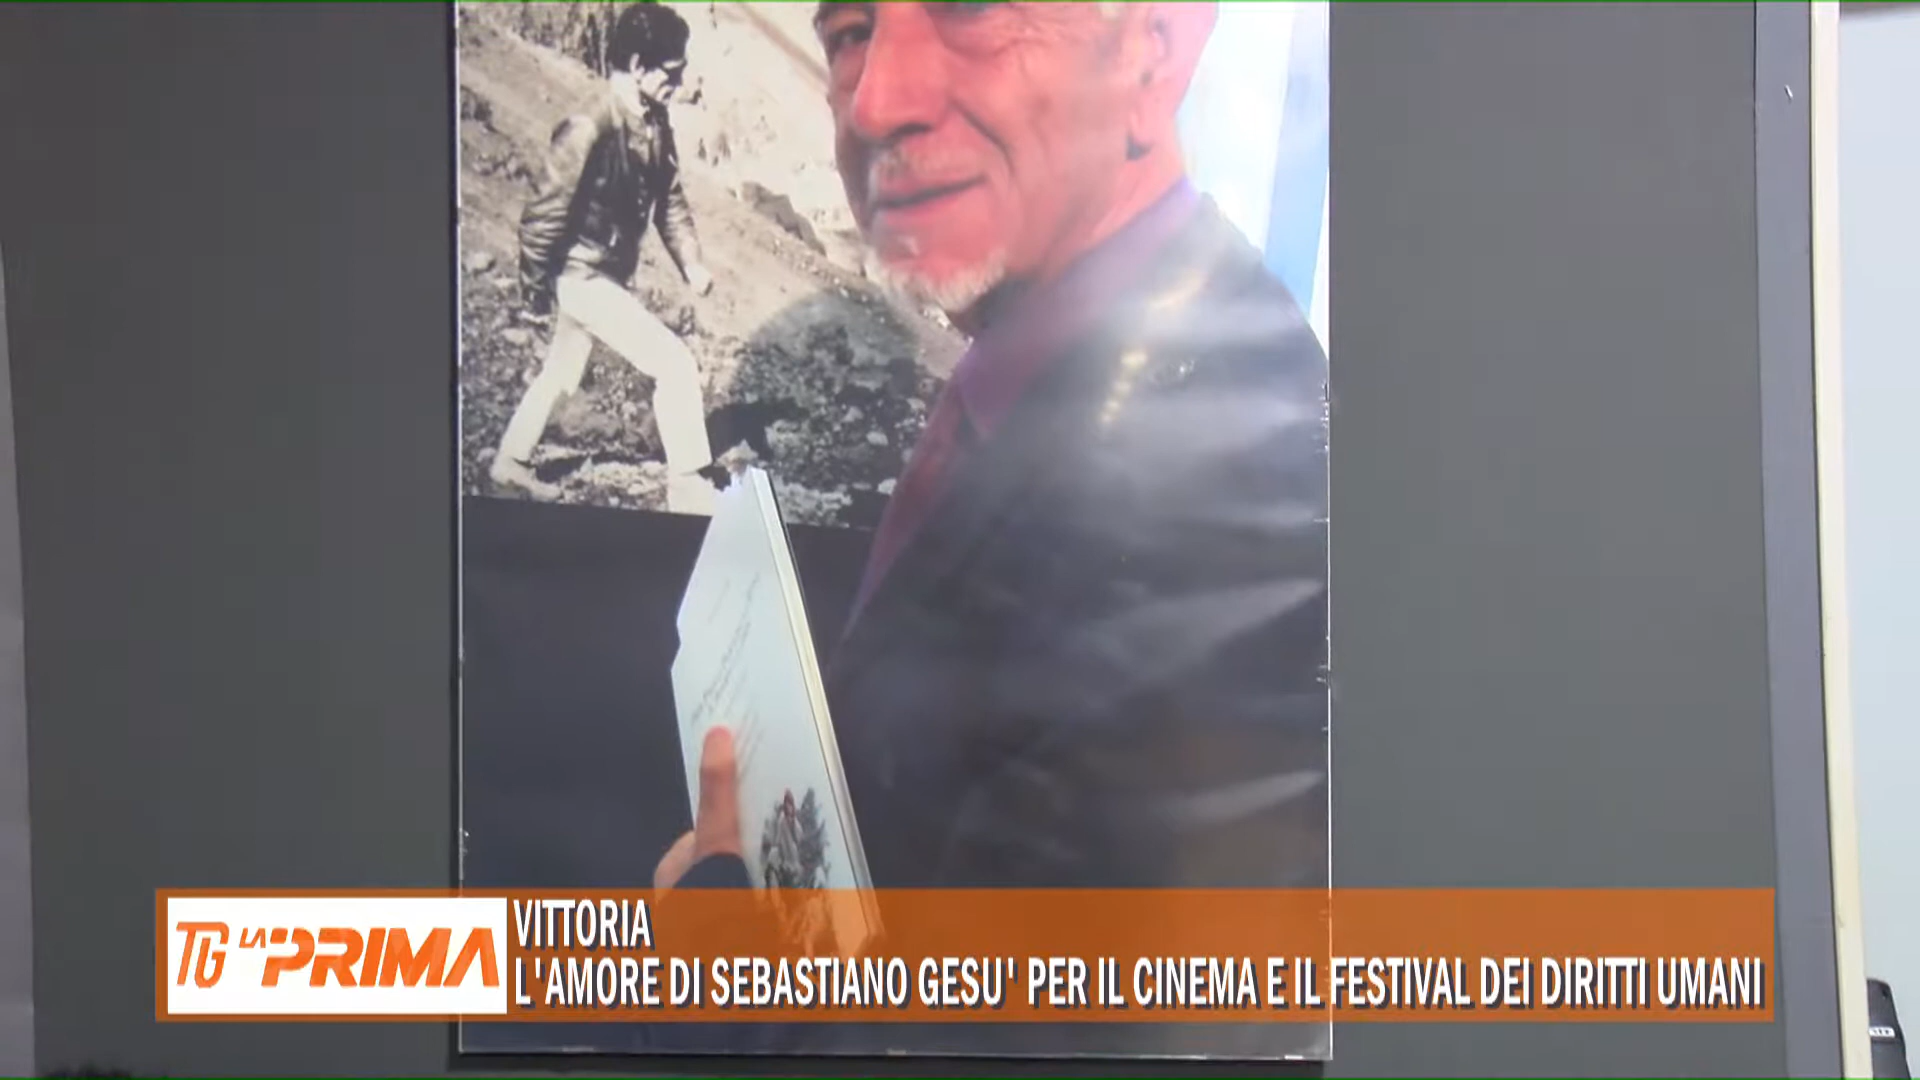 VITTORIA
TG LA PRIMA
L'AMORE DI SEBASTIANO GESU' PER IL CINEMA E IL FESTIVAL DEI DIRITTI UMANI